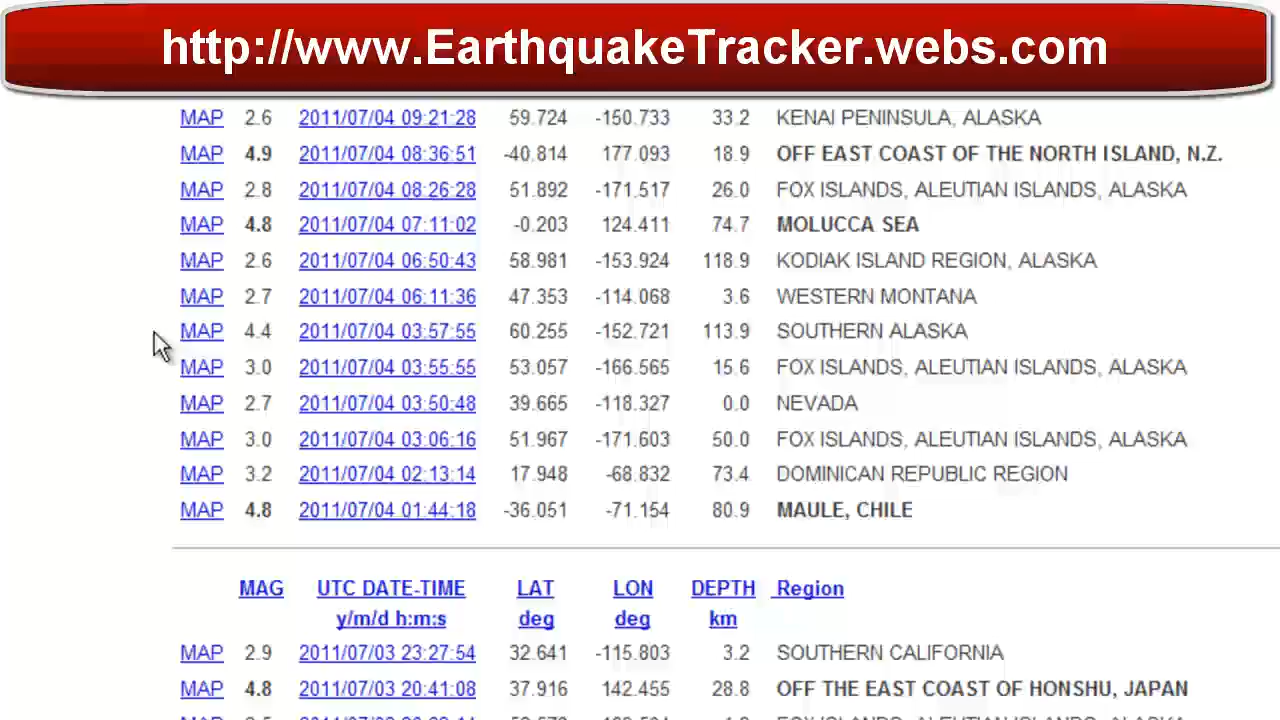 http://www.EarthquakeTracker.webs.com
MAP 2.6 2011/07/04 09:21:28 59.724 -150.733 33.2 KENAI PENINSULA, ALASKA
MAP 4.9 2011/07/04 08:36:51 -40.814 177.093 18.9 OFF EAST COAST OF THE NORTH ISLAND, N.Z.
MAP 2.8 2011/07/04 08:26:28 51.892 -171.517 26.0 FOX ISLANDS, ALEUTIAN ISLANDS, ALASKA
MAP 4.8 2011/07/04 07:11:02 -0.203 124.411 74.7 MOLUCCA SEA
MAP 2.6 2011/07/04 06:50:43 58.981 -153.924 118.9 KODIAK ISLAND REGION, ALASKA
MAP 2.7 2011/07/04 06:11:36 47.353 -114.068 3.6 WESTERN MONTANA
MAP 4.4 2011/07/04 03:57:55 60.255 -152.721 113.9 SOUTHERN ALASKA
MAP 3.0 2011/07/04 03:55:55 53.057 -166.565 15.6 FOX ISLANDS, ALEUTIAN ISLANDS, ALASKA
MAP 2.7 2011/07/04 03:50:48 39.665 -118.327 0.0 NEVADA
MAP 3.0 2011/07/04 03:06:16 51.967 -171.603 50.0 FOX ISLANDS, ALEUTIAN ISLANDS, ALASKA
MAP 3.2 2011/07/04 02:13:14 17.948 -68.832 73.4 DOMINICAN REPUBLIC REGION
MAP 4.8 2011/07/04 01:44:18 -36.051 -71.154 80.9 MAULE, CHILE
MAG UTC DATE-TIME LAT LON DEPTH Region
y/m/d h:m:s deg deg km
MAP 2.9 2011/07/03 23:27:54 32.641 -115.803 3.2 SOUTHERN CALIFORNIA
MAP 4.8 2011/07/03 20:41:08 37.916 142.455 28.8 OFF THE EAST COAST OF HONSHU, JAPAN